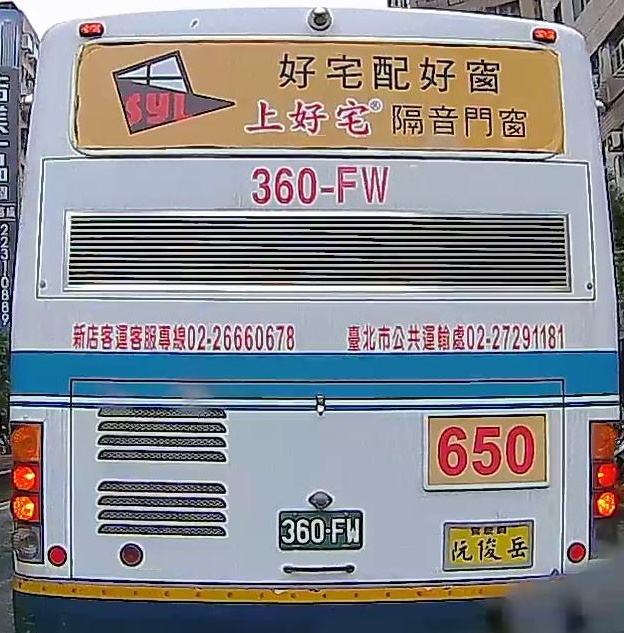 好宅配好窗
SYL
上好宅® 隔音門窗
360-FW
新店客運客服專線02-26660678
臺北市公共運輸處02-27291181
650
360-FW
駕駛員
阮俊岳
22310889